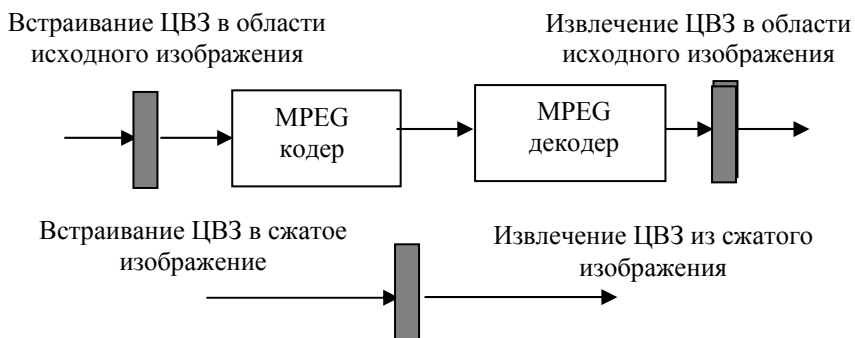 Встраивание ЦВЗ в области
исходного изображения
Извлечение ЦВЗ в области
исходного изображения
MPEG
кодер
MPEG
декодер
Встраивание ЦВЗ в сжатое
изображение
Извлечение ЦВЗ из сжатого
изображения